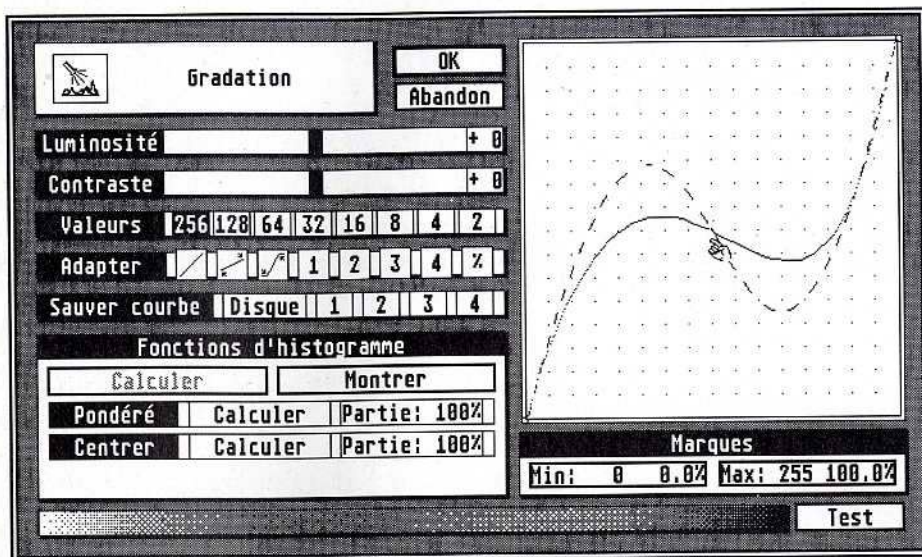 Gradation
OK
Abandon
Luminosité + 0
Contraste + 0
Valeurs 256 128 64 32 16 8 4 2
Adapter 1 2 3 4 %
Sauver courbe Disque 1 2 3 4
Fonctions d'histogramme
Calculer Montrer
Pondéré Calculer Partie: 100%
Centrer Calculer Partie: 100%
Marques
Min: 0 0.0% Max: 255 100.0%
Test